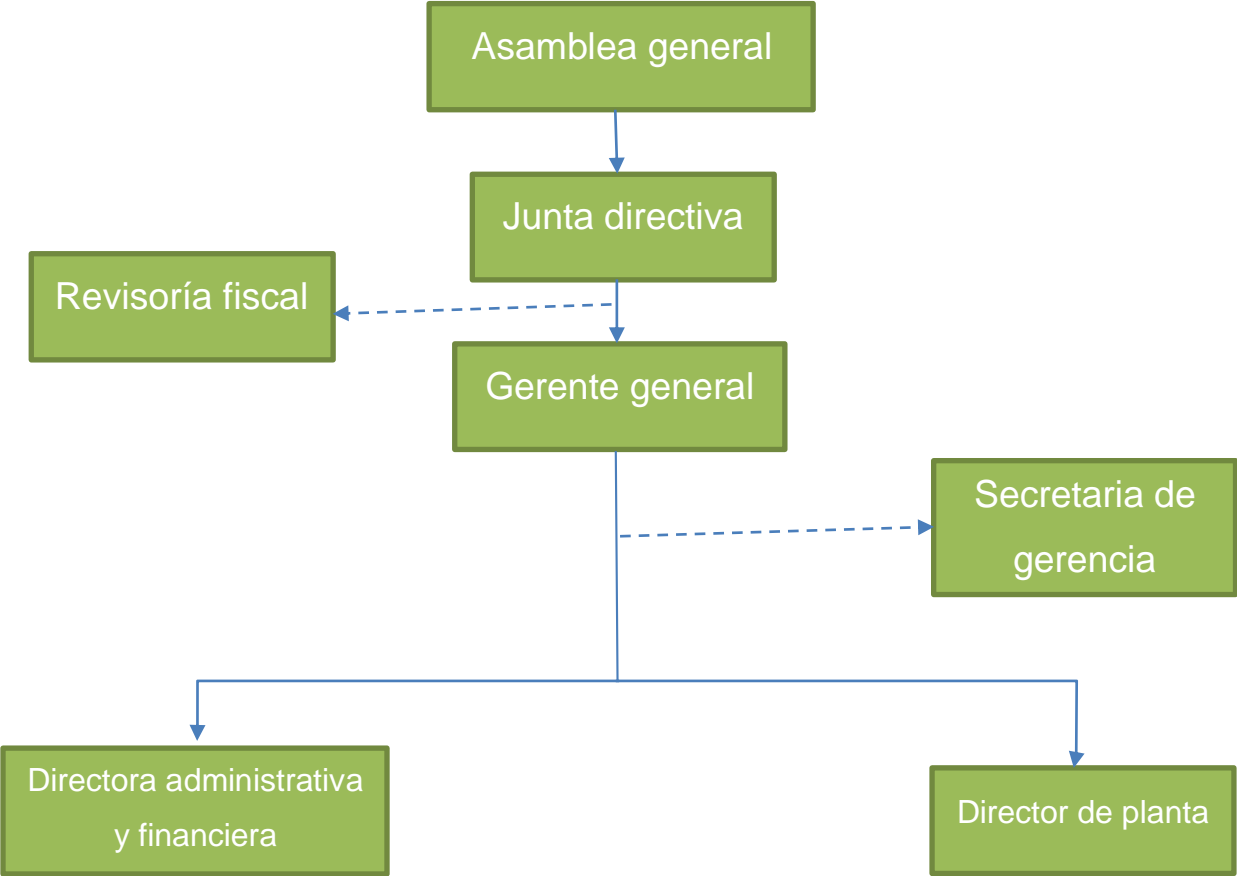 Asamblea general
Junta directiva
Revisoría fiscal
Gerente general
Secretaria de
gerencia
Directora administrativa
y financiera
Director de planta